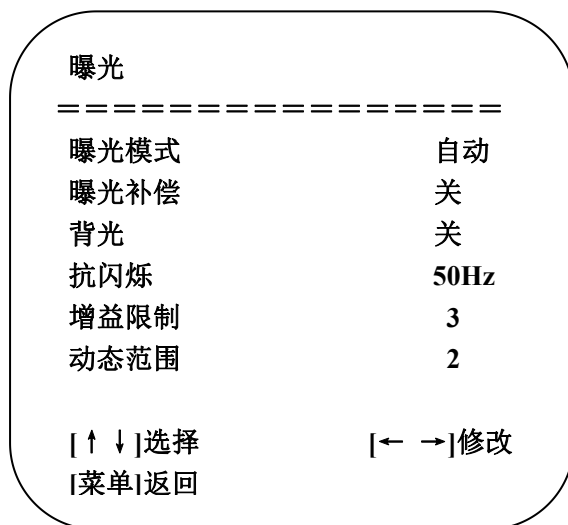 曝光
=================
曝光模式 自动
曝光补偿 关
背光 关
抗闪烁 50Hz
增益限制 3
动态范围 2
[↑ ↓]选择 [← →]修改
[菜单]返回